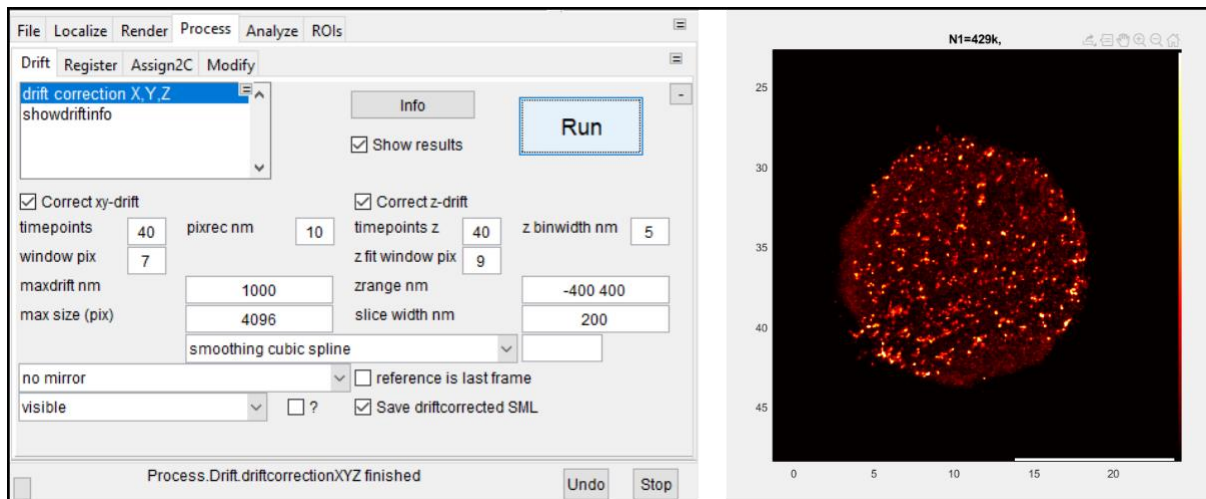 File Localize Render Process Analyze ROIs
Drift Register Assign2C Modify
drift correction X,Y,Z
showdriftinfo
Info
Show results
Run
-
Correct xy-drift
Correct z-drift
timepoints 40 pixrec nm 10 timepoints z 40 z binwidth nm 5
window pix 7 z fit window pix 9
maxdrift nm 1000 zrange nm -400 400
max size (pix) 4096 slice width nm 200
smoothing cubic spline
no mirror reference is last frame
visible ? Save driftcorrected SML
Process.Drift.driftcorrectionXYZ finished
Undo Stop
N1=429k,
25
30
35
40
45
0 5 10 15 20